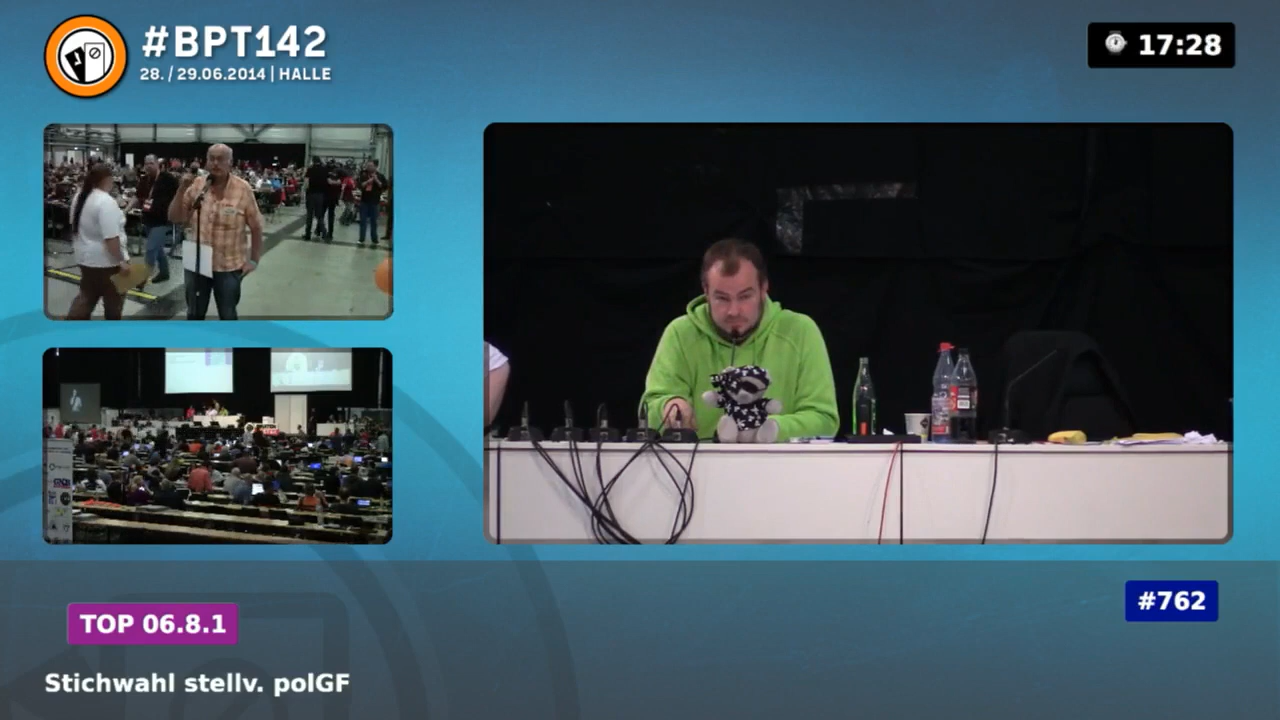 #BPT142
28. / 29.06.2014 | HALLE
17:28
TOP 06.8.1
#762
Stichwahl stellv. polGF